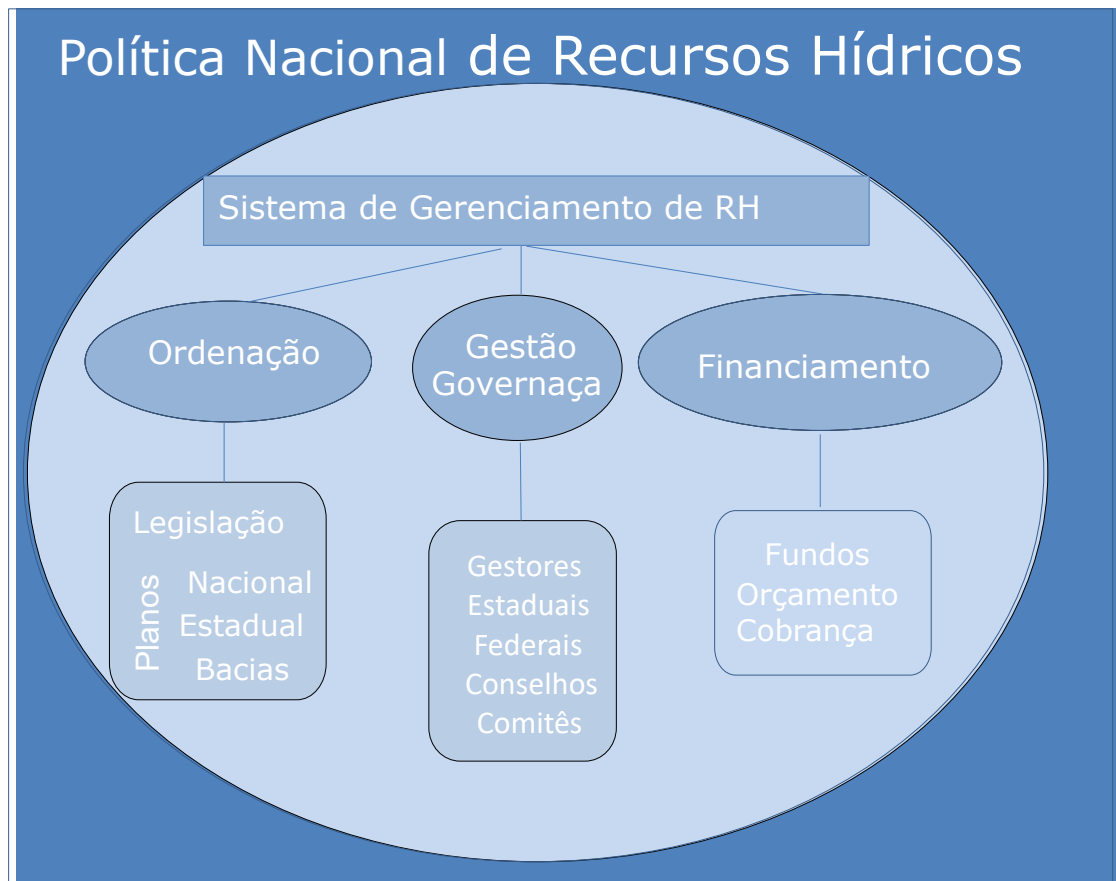 Política Nacional de Recursos Hídricos
Sistema de Gerenciamento de RH
Ordenação
Gestão
Governaça
Financiamento
Legislação
Planos
Nacional
Estadual
Bacias
Gestores
Estaduais
Federais
Conselhos
Comitês
Fundos
Orçamento
Cobrança